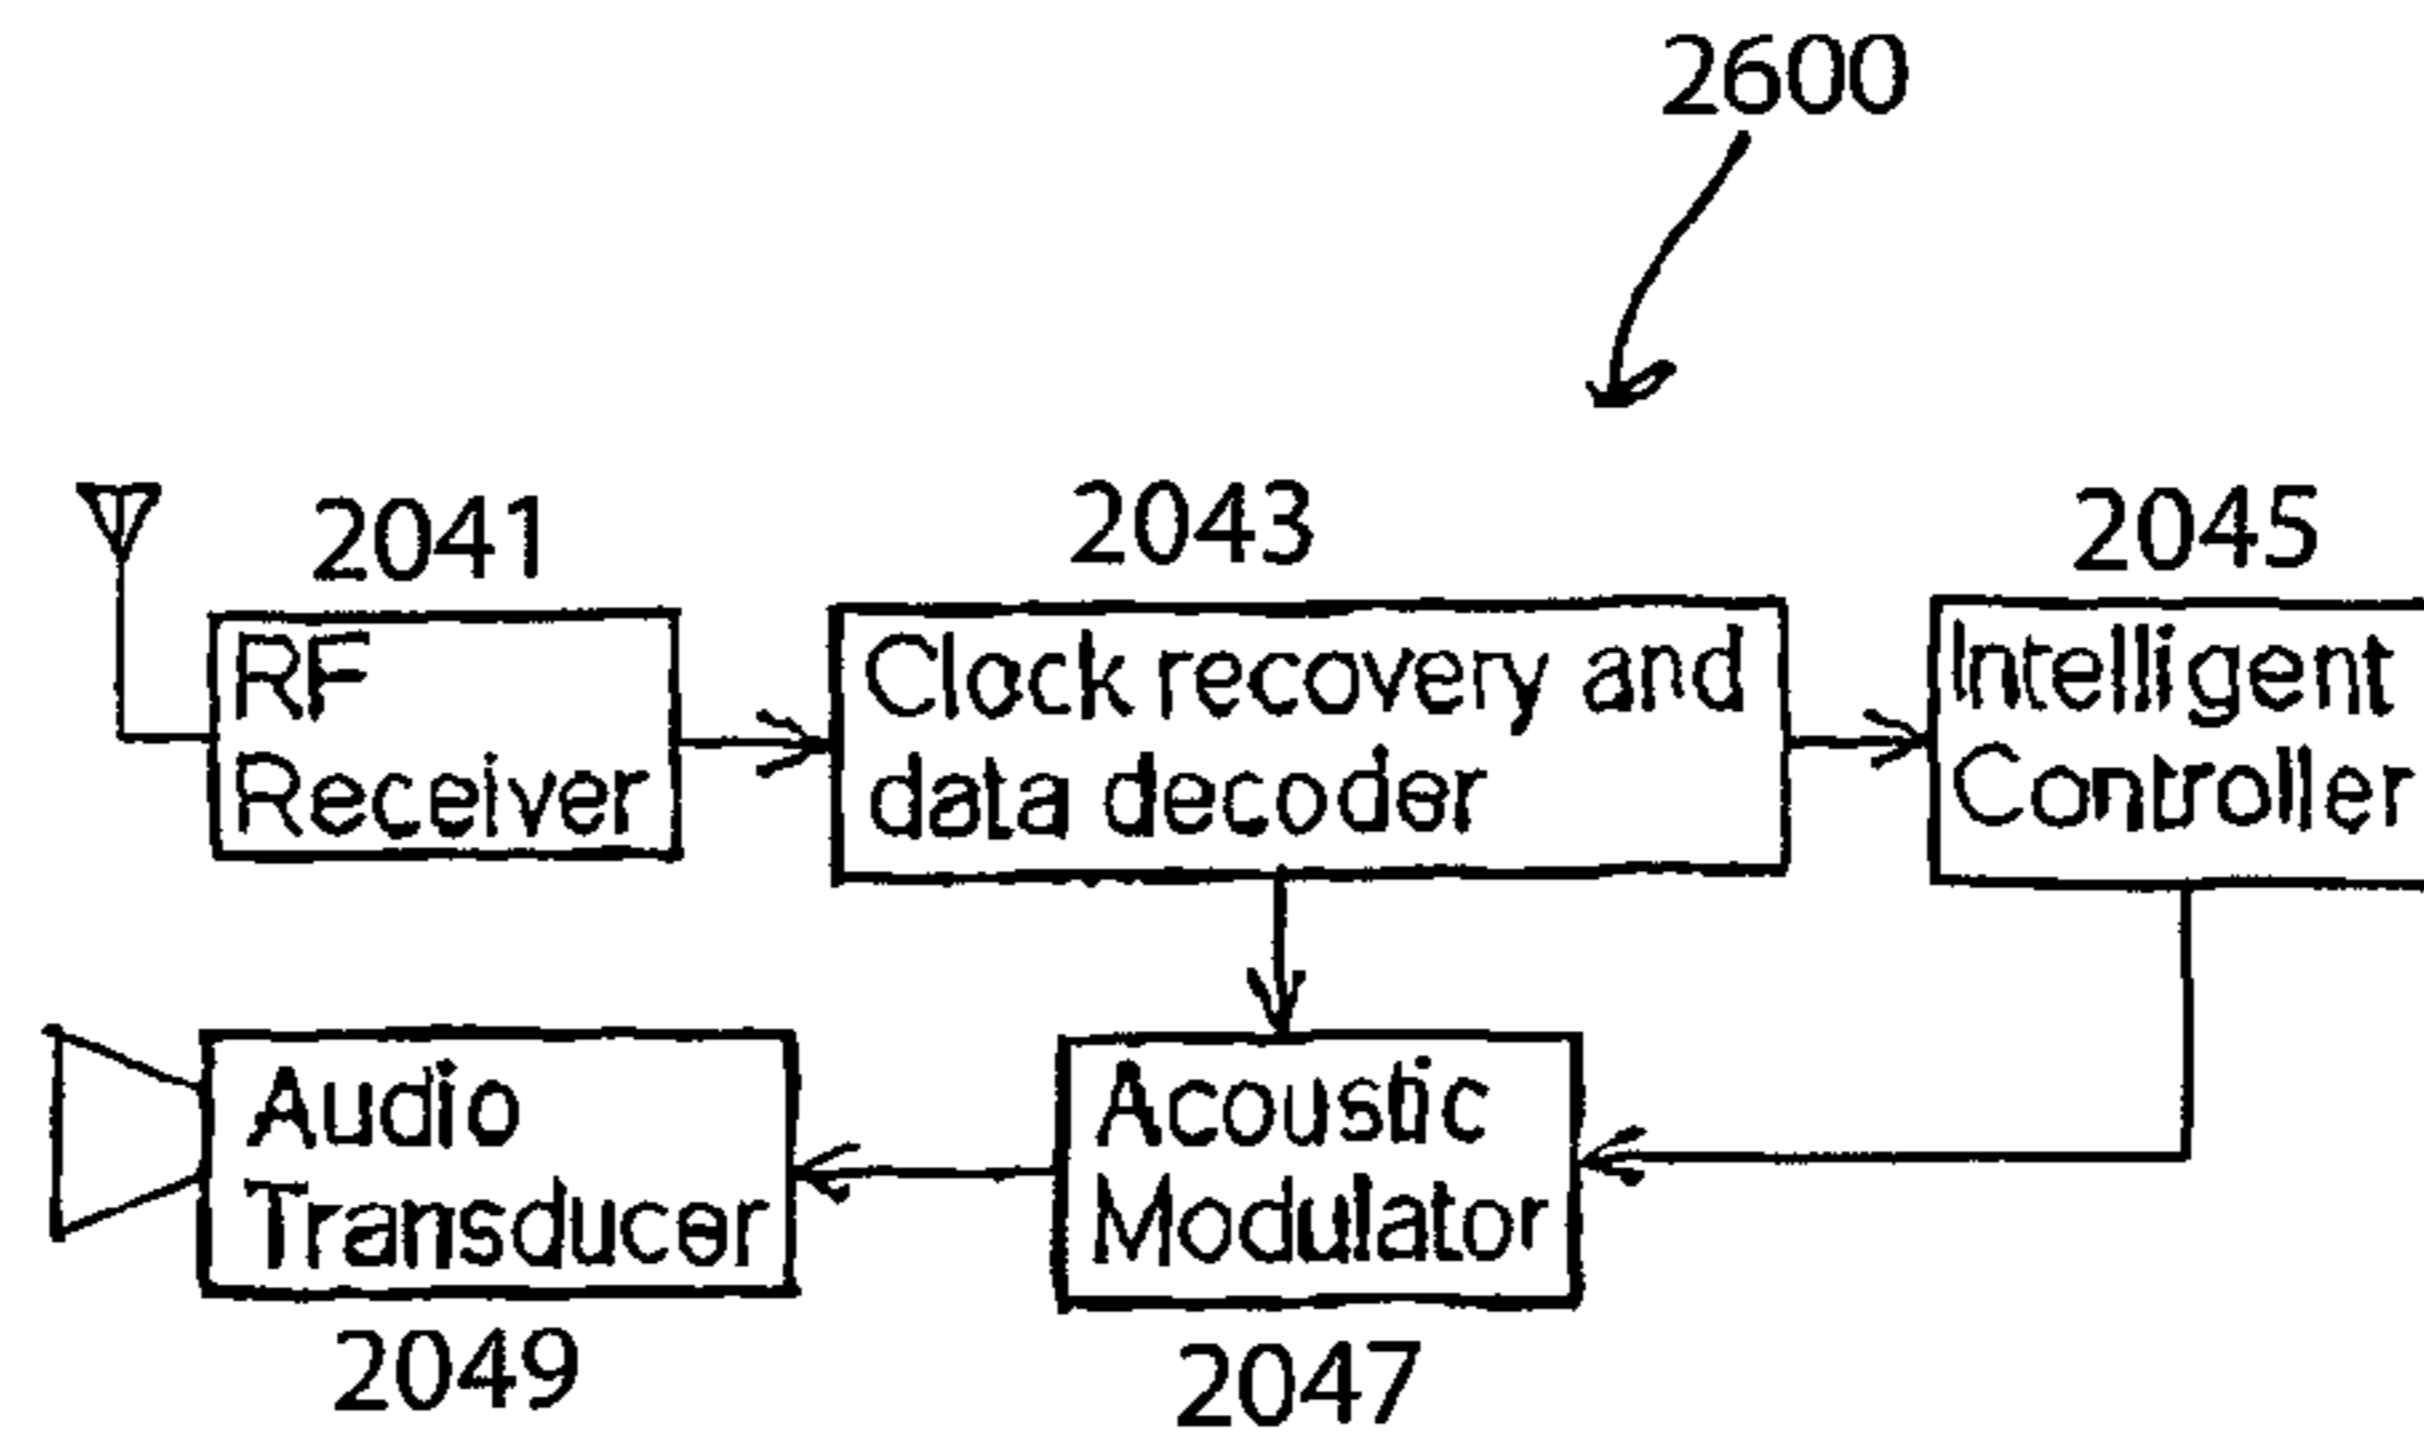 2600
2041
2043
2045
RF
Receiver
Clock recovery and
data decoder
Intelligent
Controller
Audio
Transducer
Acoustic
Modulator
2049
2047